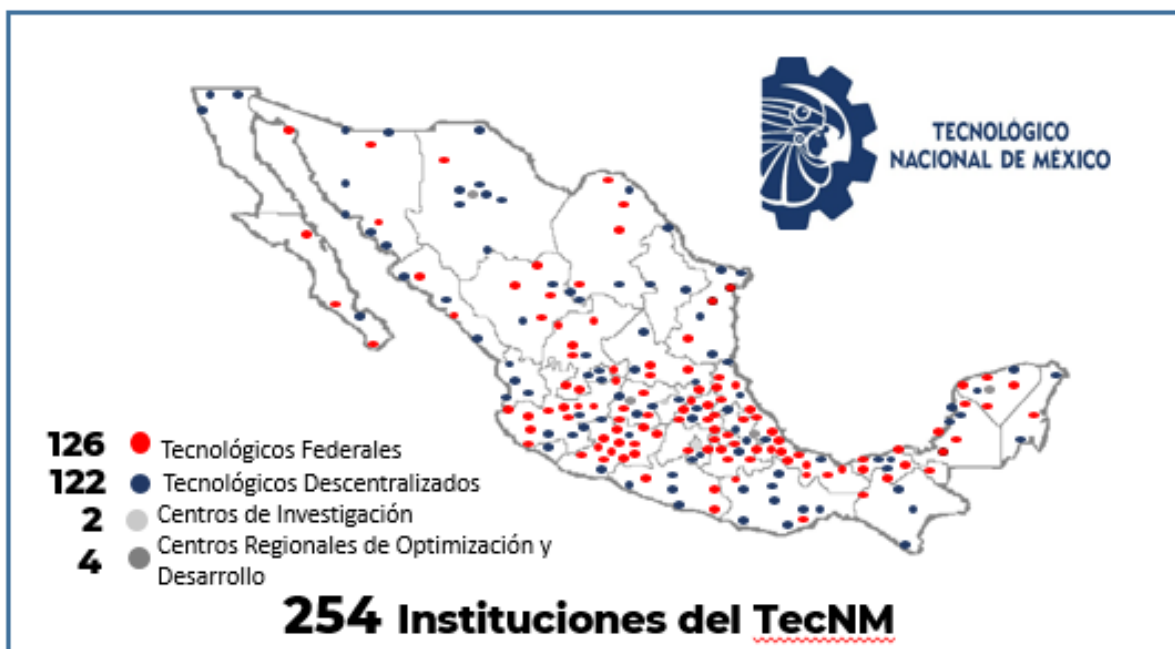 TECNOLÓGICO
NACIONAL DE MÉXICO
126 Tecnológicos Federales
122 Tecnológicos Descentralizados
2 Centros de Investigación
4 Centros Regionales de Optimización y
Desarrollo
254 Instituciones del TecNM